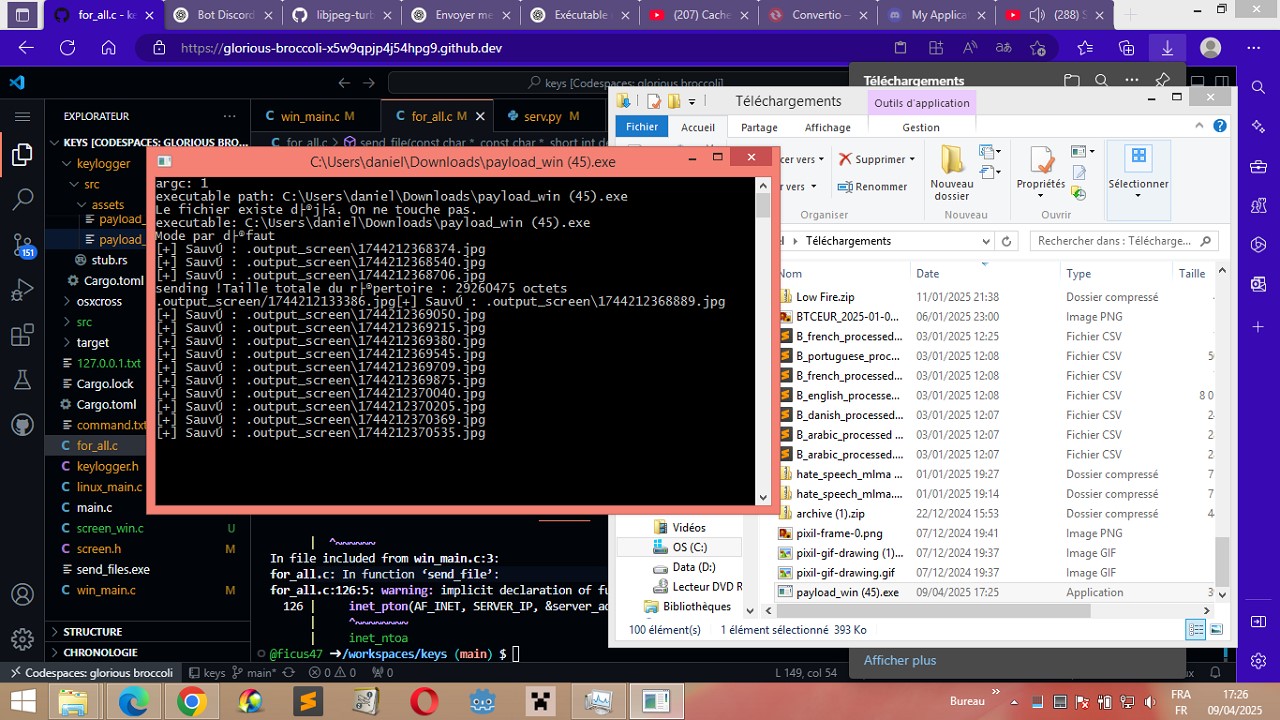 for_all.c
Bot Discord
libjpeg-turb
Envoyer me
Exécutable
(207) Cache
Convertio —
My Applica
(288) S
https://glorious-broccoli-x5w9qpjp4j54hpg9.github.dev
keys [Codespaces: glorious broccoli]
Téléchargements
EXPLORATEUR
KEYS [CODESPACES: GLORIOUS BRO...
keylogger
src
assets
payload_
payload_
stub.rs
Cargo.toml
osxcross
src
target
127.0.0.1.txt
Cargo.lock
Cargo.toml
command.txt
for_all.c
keylogger.h
linux_main.c
main.c
screen_win.c U
screen.h M
send_files.exe
win_main.c M
STRUCTURE
CHRONOLOGIE
151
win_main.c M
for_all.c M
serv.py M
for_all.c > send_file(const char *, const char *, short int
C:\Users\daniel\Downloads\payload_win (45).exe
argc: 1
executable path: C:\Users\daniel\Downloads\payload_win (45).exe
Le fichier existe d├®j├á. On ne touche pas.
executable: C:\Users\daniel\Downloads\payload_win (45).exe
Mode par d├®faut
[+] SauvÚ : .output_screen\1744212368374.jpg
[+] SauvÚ : .output_screen\1744212368540.jpg
[+] SauvÚ : .output_screen\1744212368706.jpg
sending !Taille totale du r├®pertoire : 29260475 octets
.output_screen/1744212133386.jpg[+] SauvÚ : .output_screen\1744212368889.jpg
[+] SauvÚ : .output_screen\1744212369050.jpg
[+] SauvÚ : .output_screen\1744212369215.jpg
[+] SauvÚ : .output_screen\1744212369380.jpg
[+] SauvÚ : .output_screen\1744212369545.jpg
[+] SauvÚ : .output_screen\1744212369709.jpg
[+] SauvÚ : .output_screen\1744212369875.jpg
[+] SauvÚ : .output_screen\1744212370040.jpg
[+] SauvÚ : .output_screen\1744212370205.jpg
[+] SauvÚ : .output_screen\1744212370369.jpg
[+] SauvÚ : .output_screen\1744212370535.jpg
| ^~~~~~~
In file included from win_main.c:3:
for_all.c: In function ‘send_file’:
for_all.c:126:5: warning: implicit declaration of fu
126 | inet_pton(AF_INET, SERVER_IP, &server_ad
| ^~~~~~~~~
| inet_ntoa
@ficus47 ➜/workspaces/keys (main) $
Téléchargements
Outils d'application
Fichier Accueil Partage Affichage Gestion
Supprimer
Renommer
Organiser
Nouveau
dossier
Nouveau
Propriétés
Ouvrir
Sélectionner
Téléchargements
Rechercher dans : Téléchargements
Nom Date Type Taille
Low Fire.zip 11/01/2025 21:38 Dossier compressé
BTCEUR_2025-01-0... 06/01/2025 23:00 Image PNG
B_french_processed... 03/01/2025 12:25 Fichier CSV
B_portuguese_proc... 03/01/2025 12:08 Fichier CSV
B_french_processed... 03/01/2025 12:08 Fichier CSV
B_english_processe... 03/01/2025 12:08 Fichier CSV
B_danish_processed... 03/01/2025 12:07 Fichier CSV
B_arabic_processed ... 03/01/2025 12:07 Fichier CSV
B_arabic_processed... 03/01/2025 12:07 Fichier CSV
hate_speech_mlma ... 01/01/2025 19:27 Dossier compressé
hate_speech_mlma.... 01/01/2025 19:14 Dossier compressé
archive (1).zip 22/12/2024 15:53 Dossier compressé
pixil-frame-0.png 07/12/2024 19:41 Image PNG
pixil-gif-drawing (1)... 07/12/2024 19:37 Image GIF
pixil-gif-drawing.gif 07/12/2024 19:37 Image GIF
payload_win (45).exe 09/04/2025 17:25 Application
Vidéos
OS (C:)
Data (D:)
Lecteur DVD R
Bibliothèques
100 élément(s) 1 élément sélectionné 393 Ko
Afficher plus
Codespaces: glorious broccoli
keys
main*
0 0
0
L 149, col 54
Bureau
FRA
FR
17:26
09/04/2025